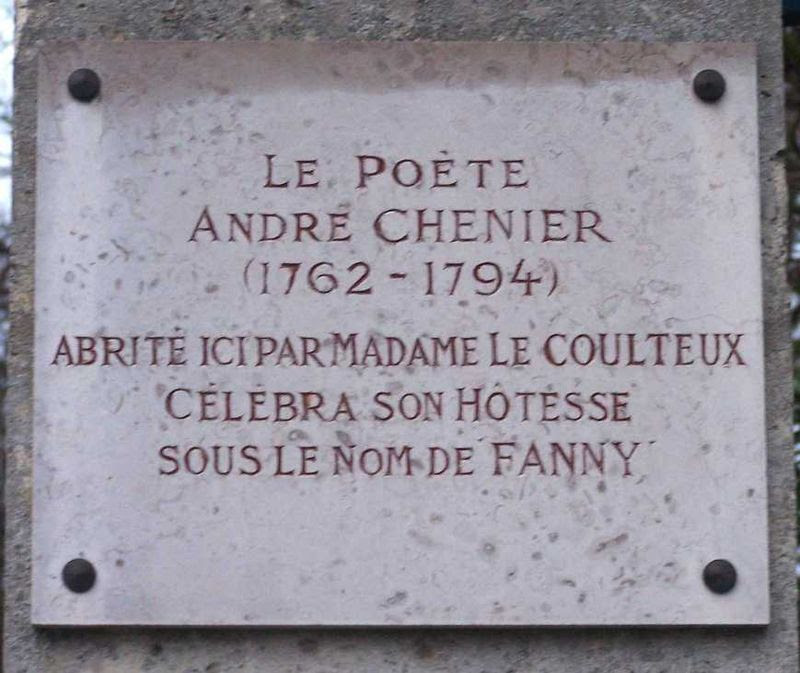 LE POÈTE
ANDRÉ CHENIER
(1762-1794)
ABRITÉ ICI PAR MADAME LE COULTEUX
CÉLÉBRA SON HÔTESSE
SOUS LE NOM DE "FANNY"